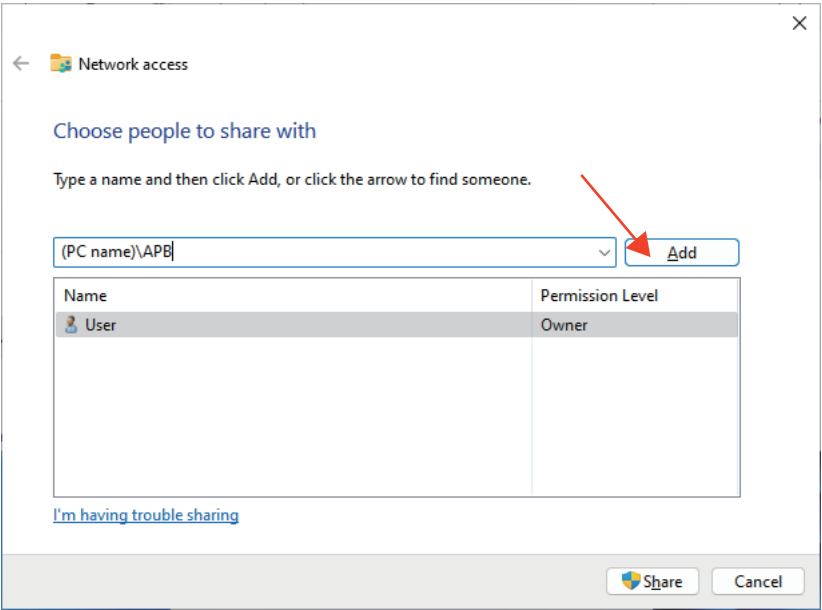 Network access
Choose people to share with
Type a name and then click Add, or click the arrow to find someone.
(PC name)\APB
Add
Name Permission Level
User Owner
I'm having trouble sharing
Share Cancel